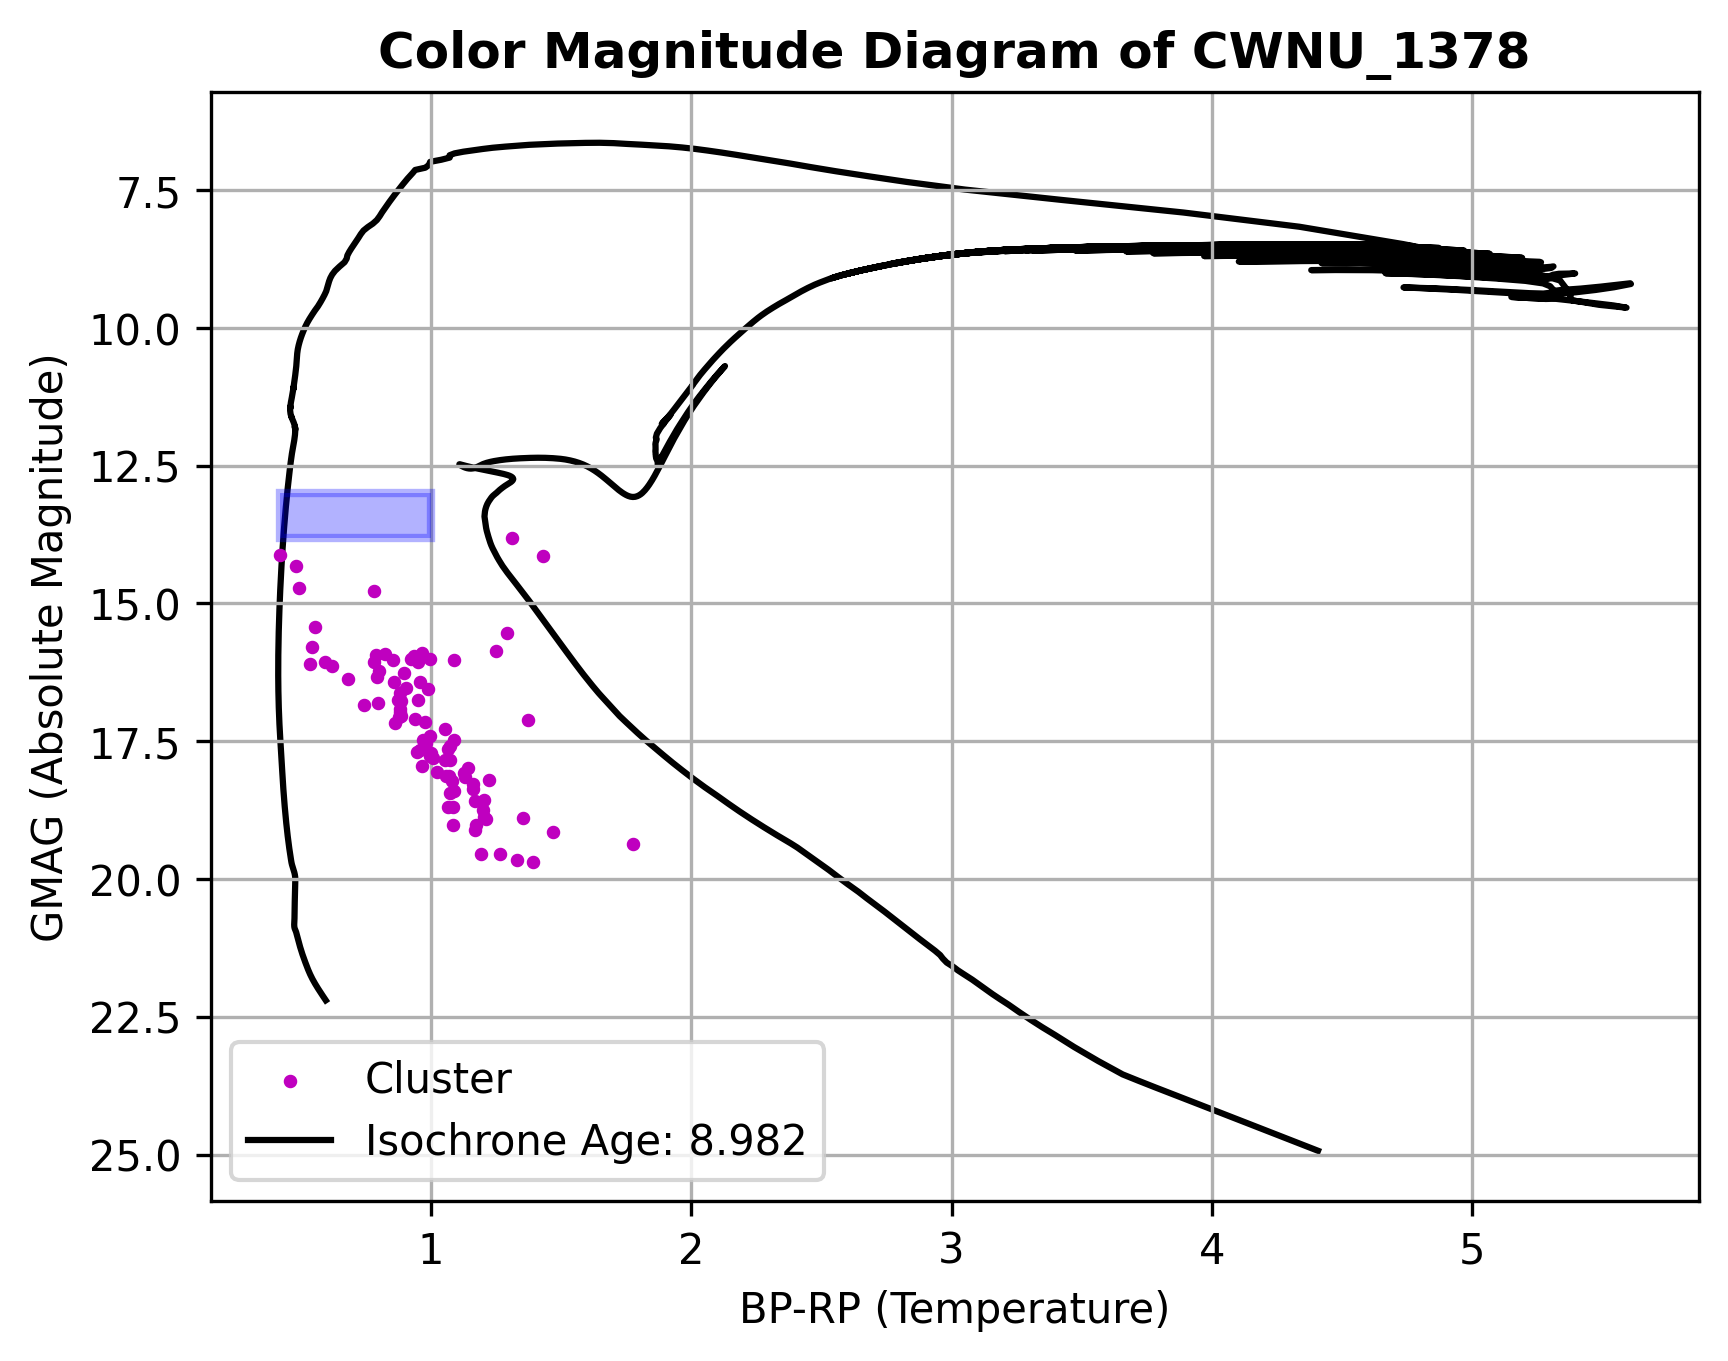 Color Magnitude Diagram of CWNU_1378
GMAG (Absolute Magnitude)
7.5
10.0
12.5
15.0
17.5
20.0
22.5
25.0
Cluster
Isochrone Age: 8.982
1 2 3 4 5
BP-RP (Temperature)